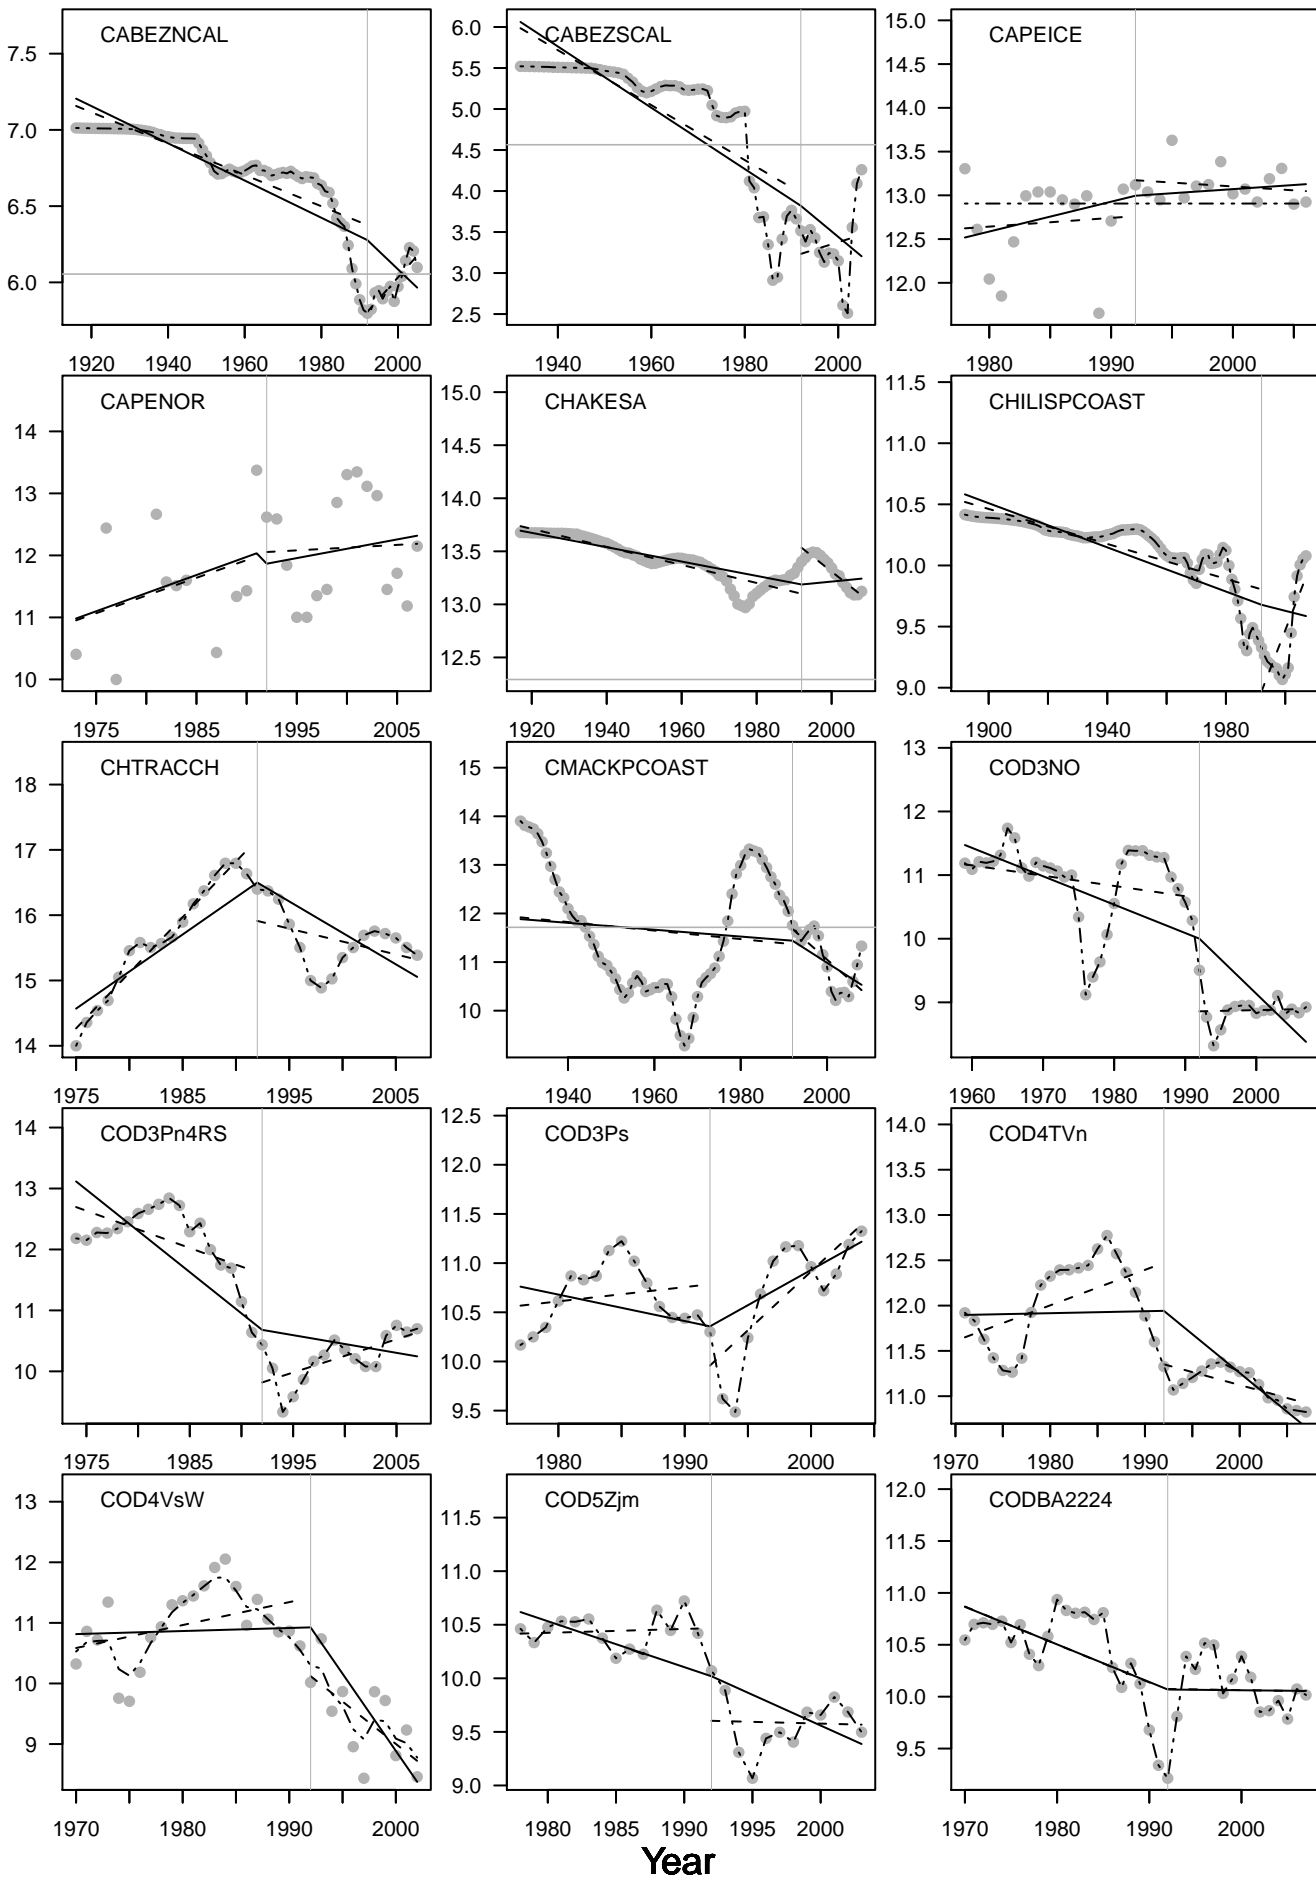 CABEZNCAL
7.5
7.0
6.5
6.0
1920 1940 1960 1980 2000
CABEZSCAL
6.0
5.5
5.0
4.5
4.0
3.5
3.0
2.5
1940 1960 1980 2000
CAPEICE
15.0
14.5
14.0
13.5
13.0
12.5
12.0
1980 1990 2000
CAPENOR
14
13
12
11
10
1975 1985 1995 2005
CHAKESA
15.0
14.5
14.0
13.5
13.0
12.5
1920 1940 1960 1980 2000
CHILISPCOAST
11.5
11.0
10.5
10.0
9.5
9.0
1900 1940 1980
CHTRACCH
18
17
16
15
14
1975 1985 1995 2005
CMACKPCOAST
15
14
13
12
11
10
1940 1960 1980 2000
COD3NO
13
12
11
10
9
1960 1970 1980 1990 2000
COD3Pn4RS
14
13
12
11
10
1975 1985 1995 2005
COD3Ps
12.5
12.0
11.5
11.0
10.5
10.0
9.5
1980 1990 2000
COD4TVn
14.0
13.5
13.0
12.5
12.0
11.5
11.0
1970 1980 1990 2000
COD4VsW
13
12
11
10
9
1970 1980 1990 2000
COD5Zjm
11.5
11.0
10.5
10.0
9.5
9.0
1980 1985 1990 1995 2000
CODBA2224
12.0
11.5
11.0
10.5
10.0
9.5
1970 1980 1990 2000
Year